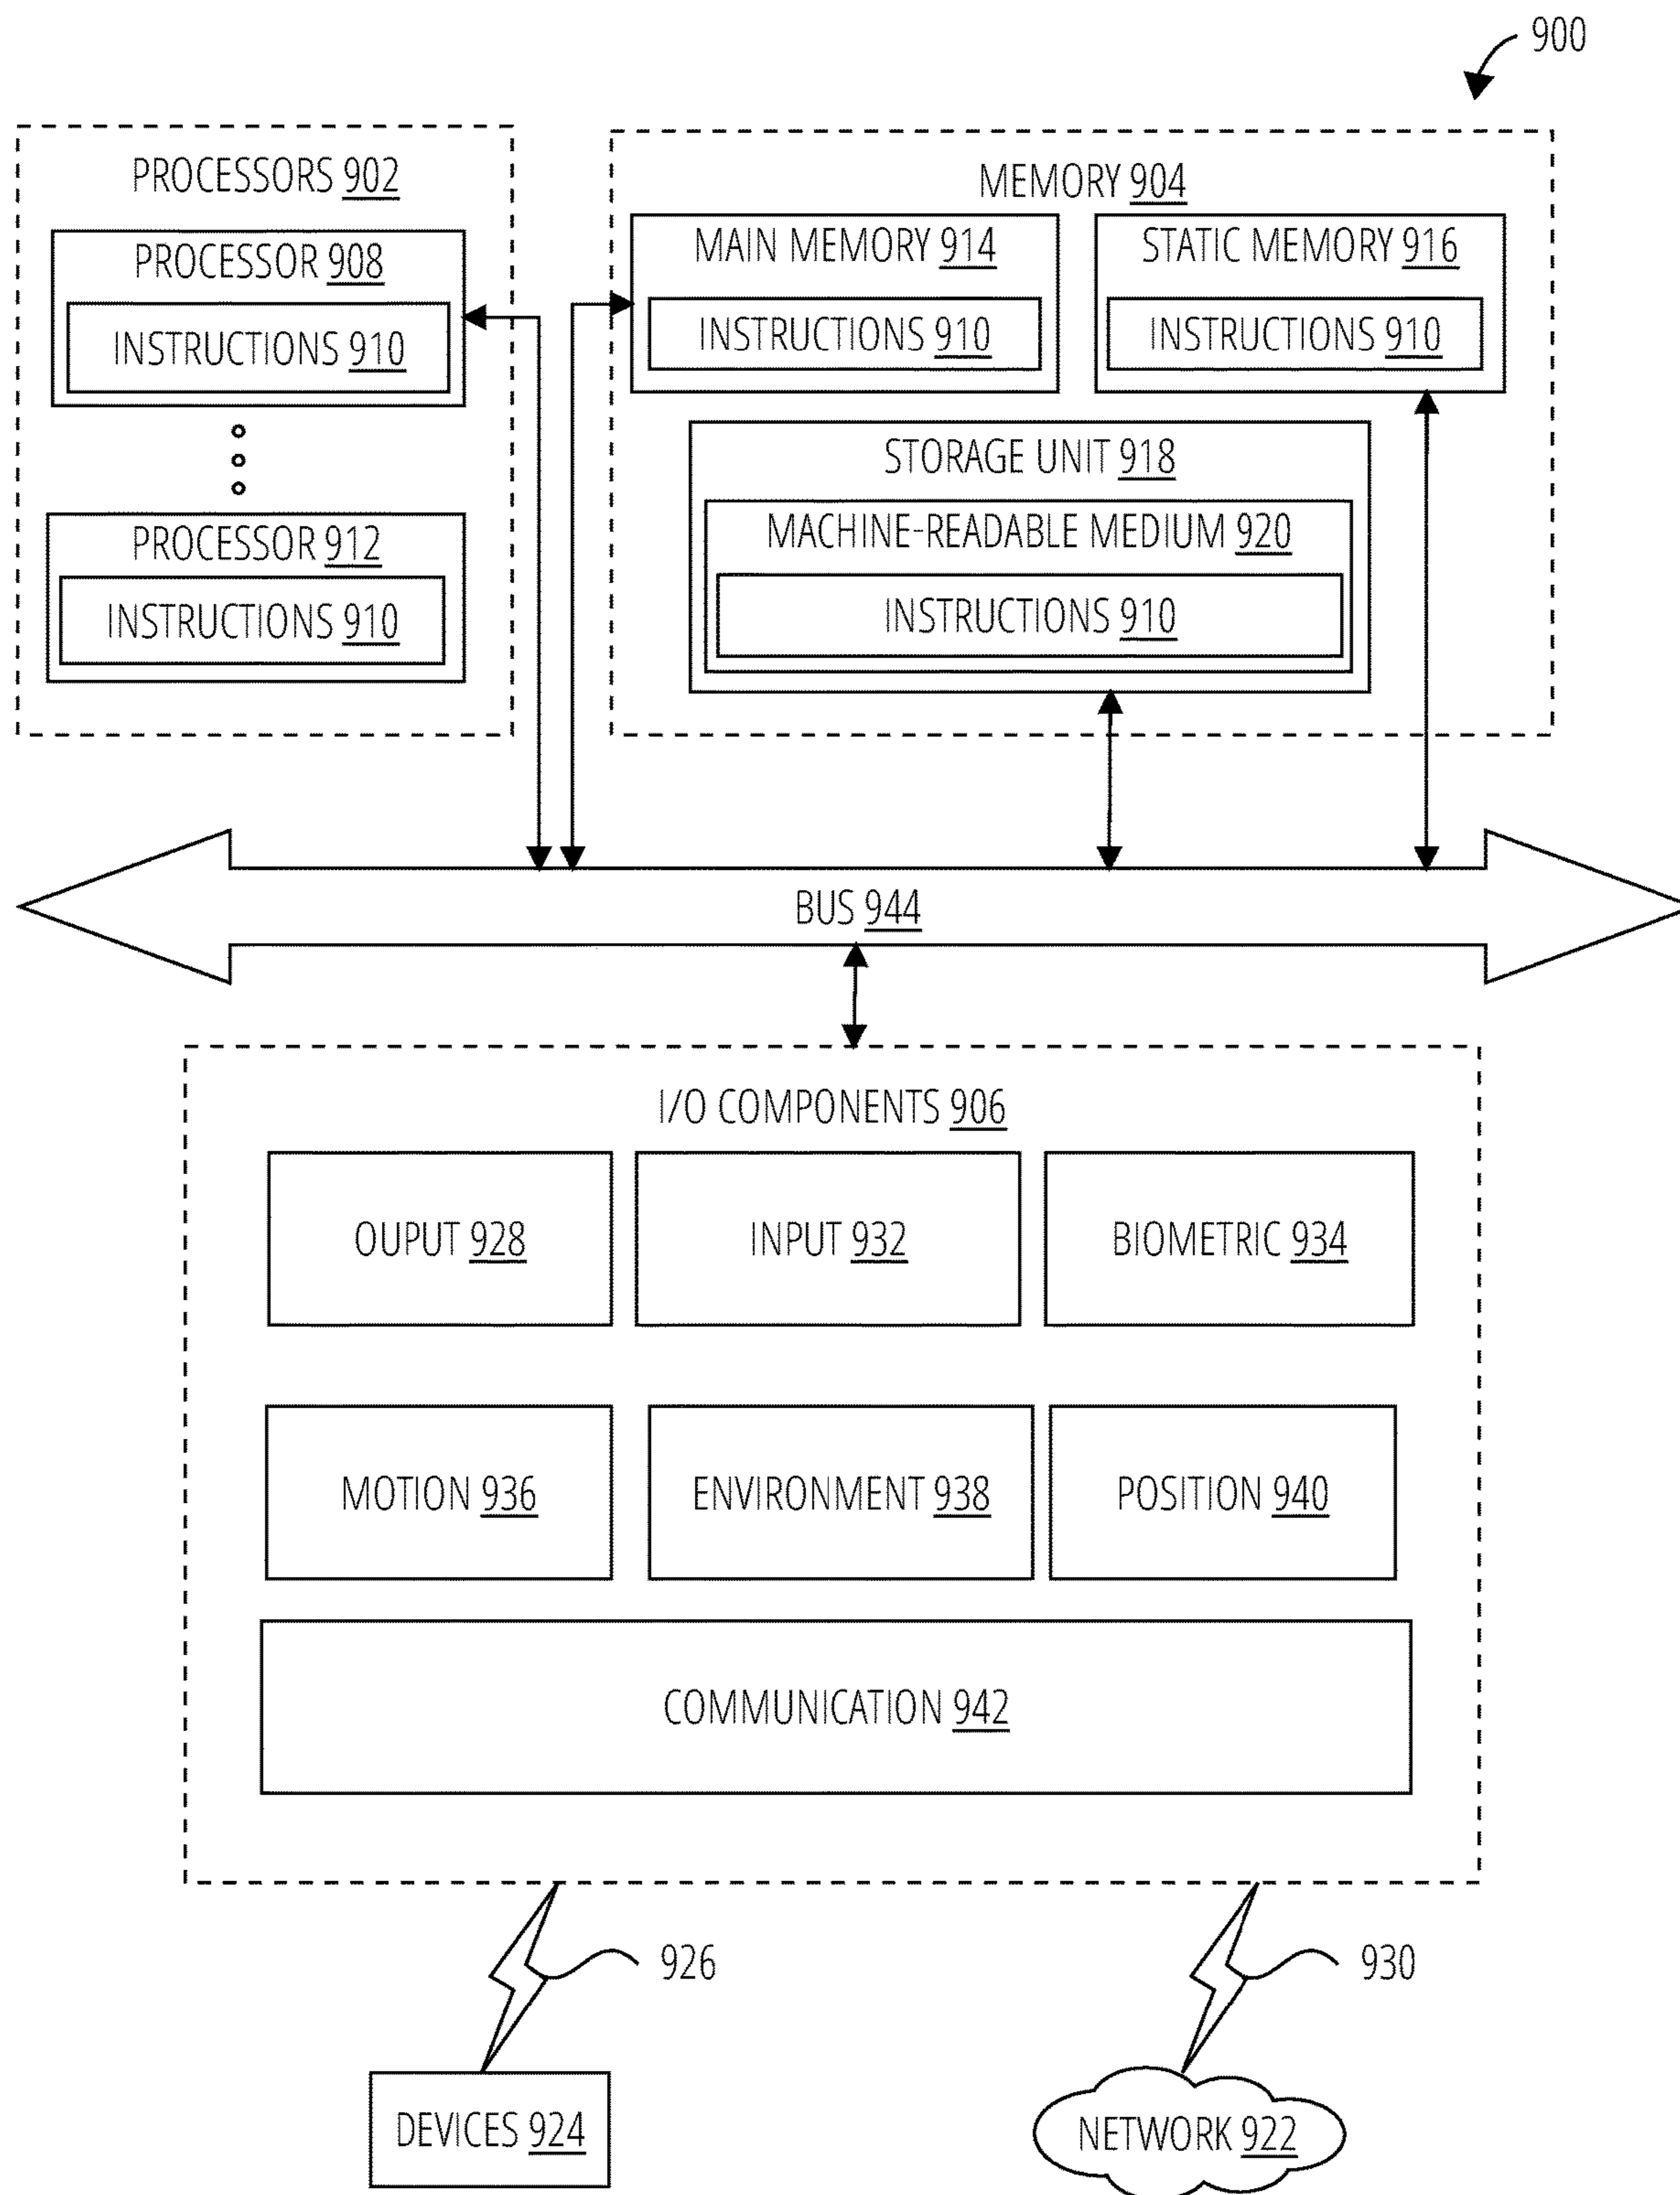 900
PROCESSORS 902
PROCESSOR 908
INSTRUCTIONS 910
PROCESSOR 912
INSTRUCTIONS 910
MEMORY 904
MAIN MEMORY 914
INSTRUCTIONS 910
STATIC MEMORY 916
INSTRUCTIONS 910
STORAGE UNIT 918
MACHINE-READABLE MEDIUM 920
INSTRUCTIONS 910
BUS 944
I/O COMPONENTS 906
OUPUT 928
INPUT 932
BIOMETRIC 934
MOTION 936
ENVIRONMENT 938
POSITION 940
COMMUNICATION 942
926
930
DEVICES 924
NETWORK 922